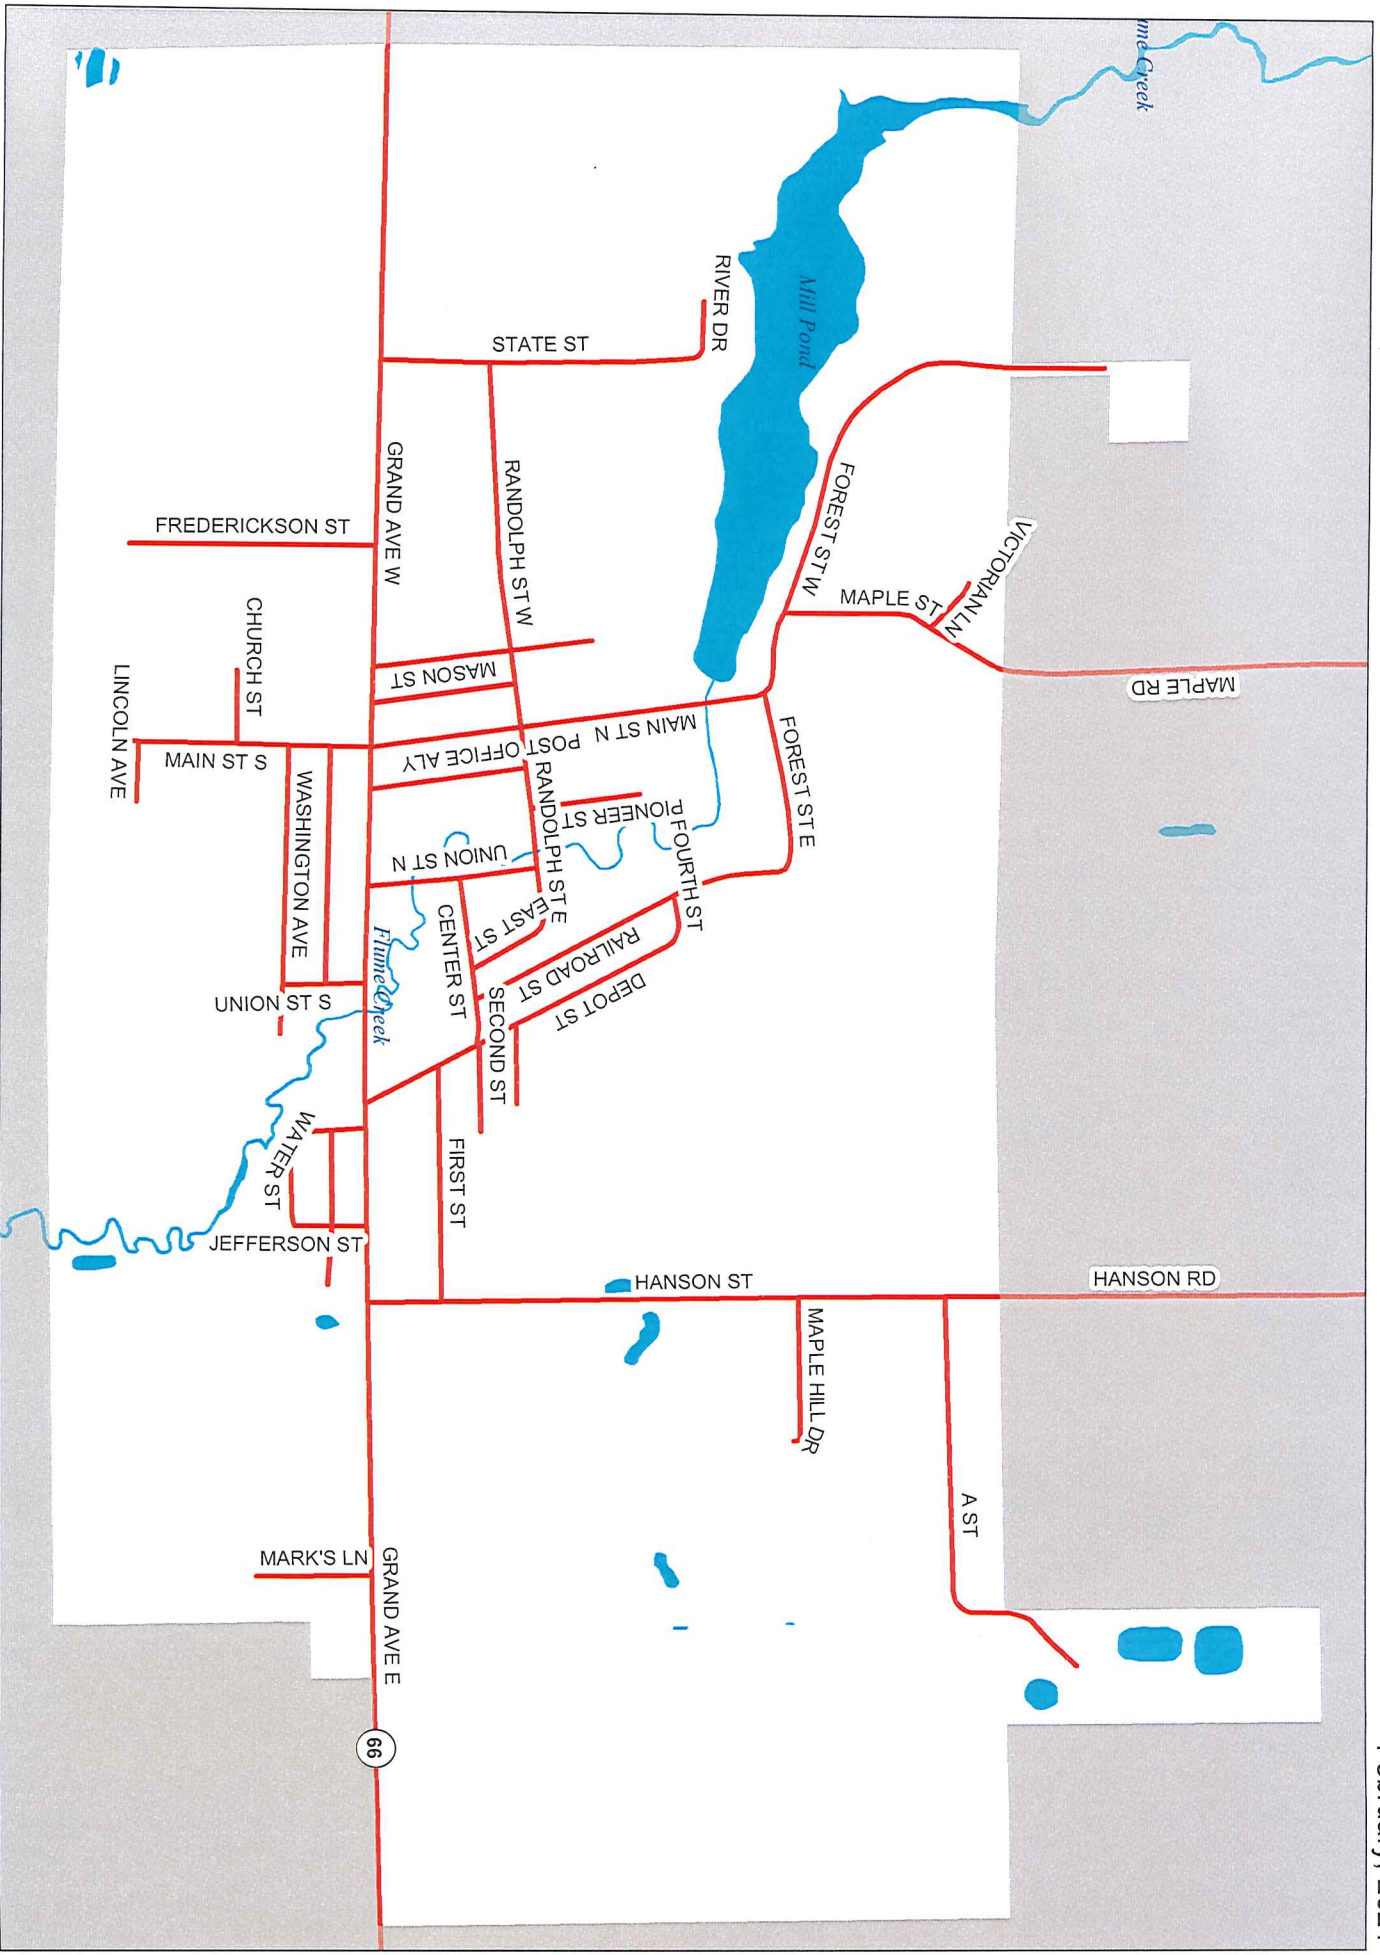 me Creek
Mill Pond
RIVER DR
STATE ST
GRAND AVE W
RANDOLPH ST W
FOREST ST W
VICTORIAN LN
MAPLE ST
MAPLE RD
FREDERICKSON ST
CHURCH ST
LINCOLN AVE
MAIN ST S
MASON ST
MAIN ST N
POST OFFICE ALY
FOREST ST E
WASHINGTON AVE
RANDOLPH ST E
PIONEER ST
FOURTH ST
UNION ST N
EAST ST
CENTER ST
RAILROAD ST
DEPOT ST
SECOND ST
UNION ST S
Flume Creek
WATER ST
FIRST ST
JEFFERSON ST
HANSON ST
HANSON RD
MAPLE HILL DR
A ST
MARK'S LN
GRAND AVE E
66